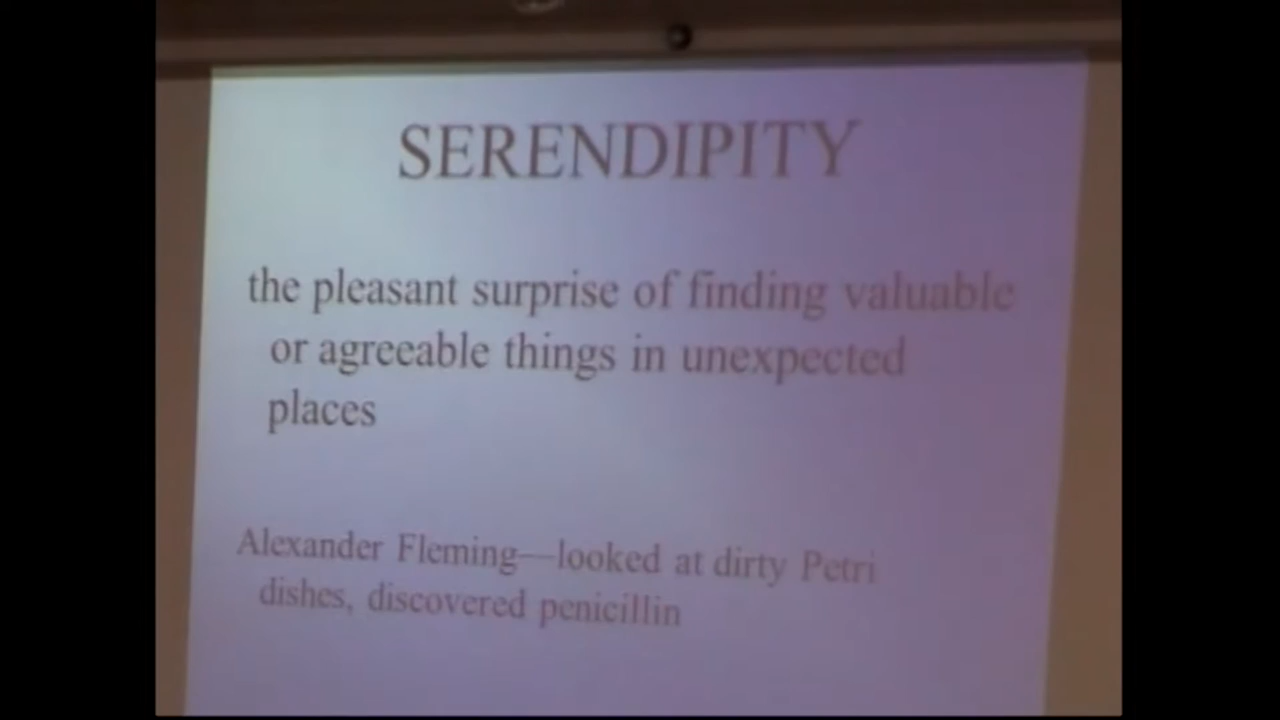 SERENDIPITY
the pleasant surprise of finding valuable
or agreeable things in unexpected
places
Alexander Fleming—looked at dirty Petri
dishes, discovered penicillin